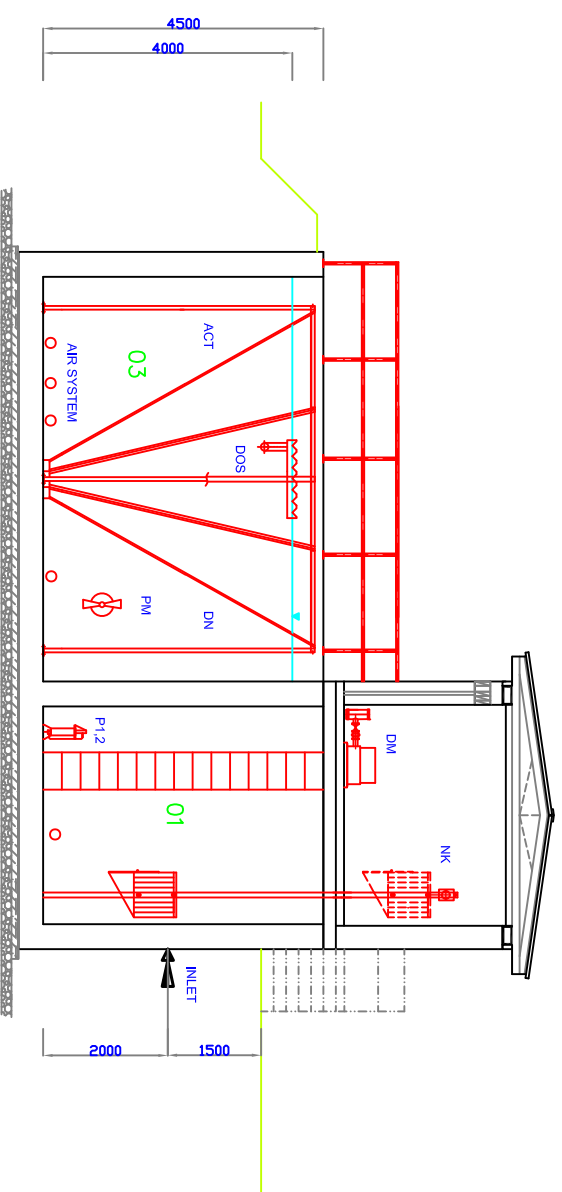 4500
4000
ACT
03
AIR SYSTEM
DOS
PM
DN
P1,2
DM
01
NK
INLET
2000
1500